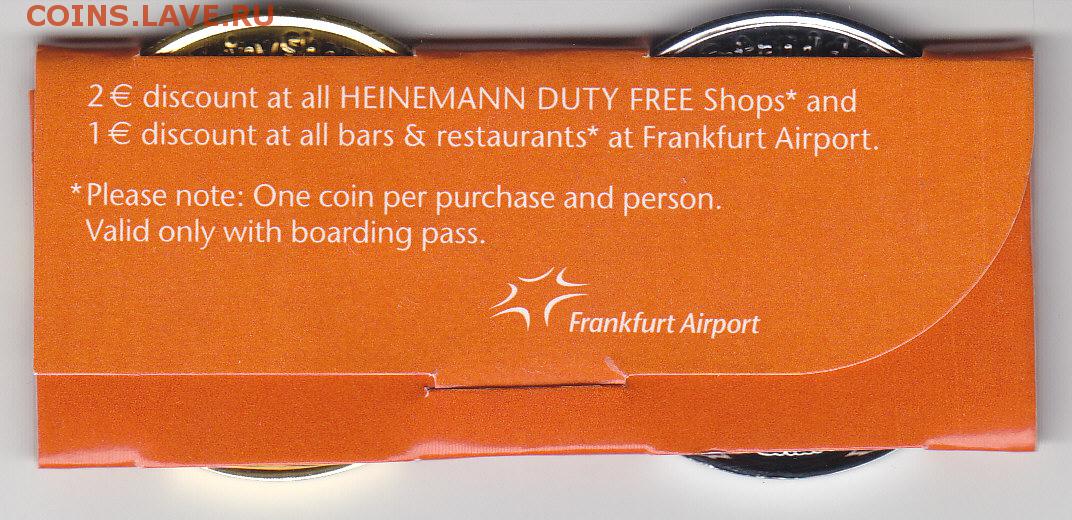 COINS.LAVE.RU
2 € discount at all HEINEMANN DUTY FREE Shops* and
1 € discount at all bars & restaurants* at Frankfurt Airport.
*Please note: One coin per purchase and person.
Valid only with boarding pass.
Frankfurt Airport